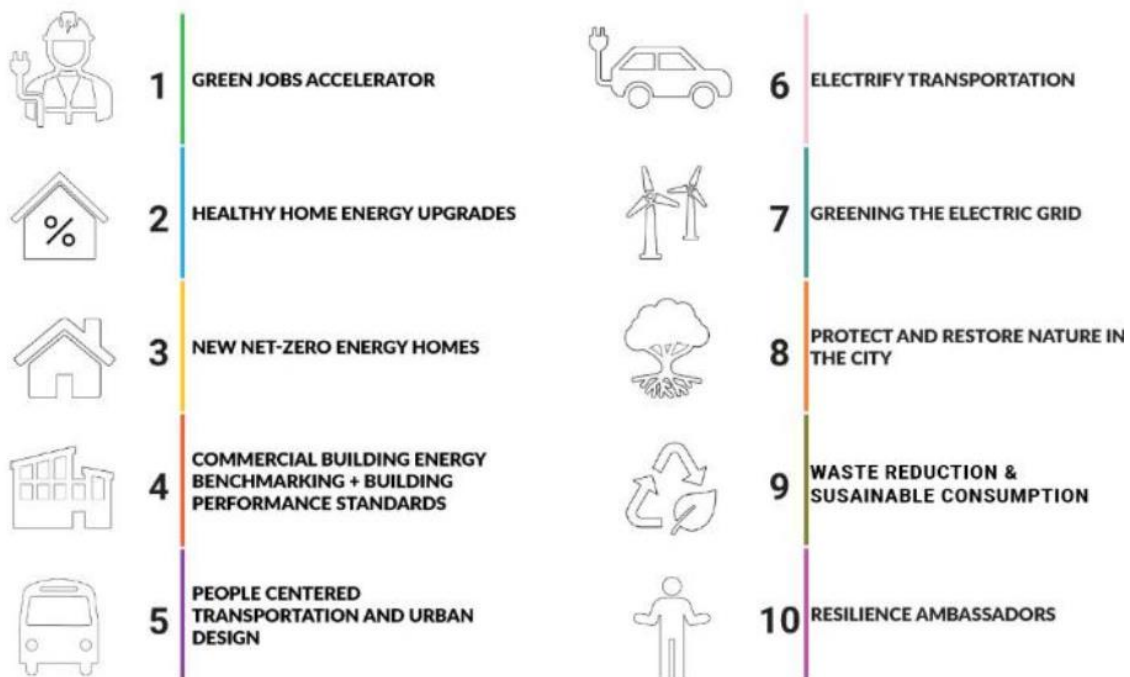 1
GREEN JOBS ACCELERATOR
2
HEALTHY HOME ENERGY UPGRADES
%
3
NEW NET-ZERO ENERGY HOMES
4
COMMERCIAL BUILDING ENERGY
BENCHMARKING + BUILDING
PERFORMANCE STANDARDS
5
PEOPLE CENTERED
TRANSPORTATION AND URBAN
DESIGN
6
ELECTRIFY TRANSPORTATION
7
GREENING THE ELECTRIC GRID
8
PROTECT AND RESTORE NATURE IN
THE CITY
9
WASTE REDUCTION &
SUSAINABLE CONSUMPTION
10
RESILIENCE AMBASSADORS